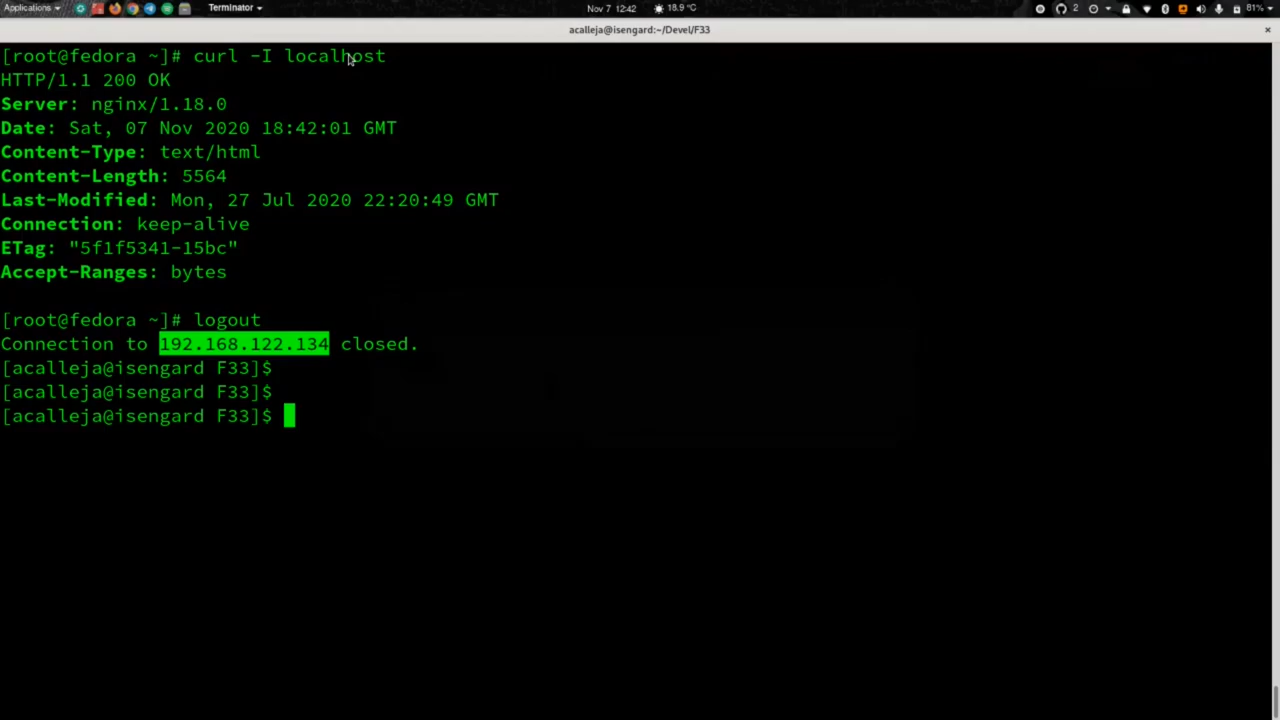 Applications
Terminator
Nov 7 12:42
18.9 °C
2
81%
acalleja@isengard:~/Devel/F33
×
[root@fedora ~]# curl -I localhost
HTTP/1.1 200 OK
Server: nginx/1.18.0
Date: Sat, 07 Nov 2020 18:42:01 GMT
Content-Type: text/html
Content-Length: 5564
Last-Modified: Mon, 27 Jul 2020 22:20:49 GMT
Connection: keep-alive
ETag: "5f1f5341-15bc"
Accept-Ranges: bytes
[root@fedora ~]# logout
Connection to 192.168.122.134 closed.
[acalleja@isengard F33]$
[acalleja@isengard F33]$
[acalleja@isengard F33]$